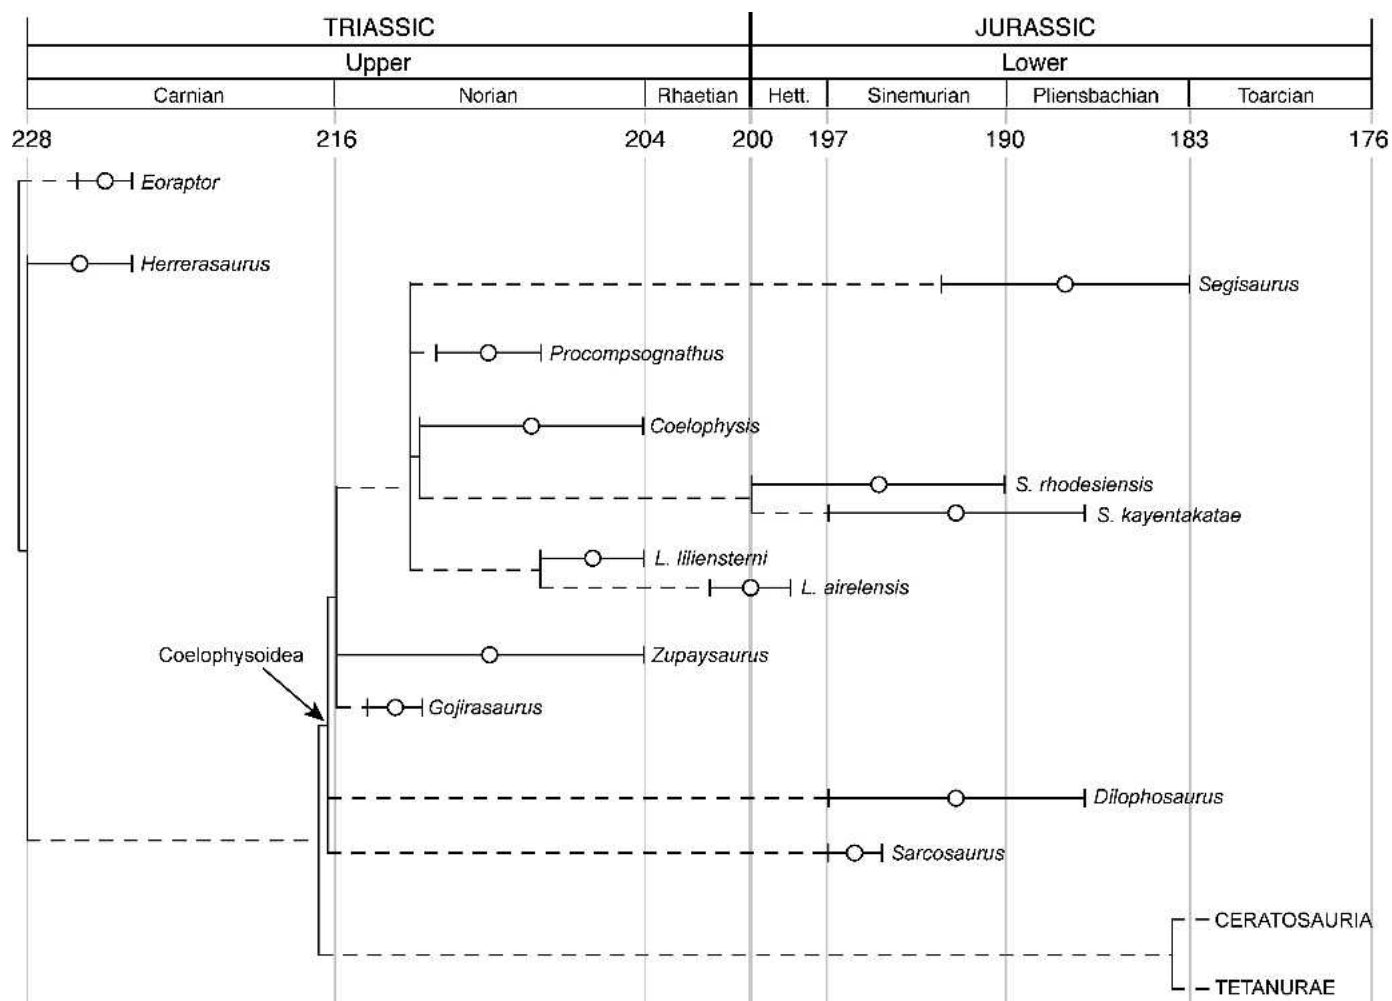 TRIASSIC JURASSIC
Upper Lower
Carnian Norian Rhaetian Hett. Sinemurian Pliensbachian Toarcian
228 216 204 200 197 190 183 176
Eoraptor
Herrerasaurus
Segisaurus
Procompsognathus
Coelophysis
S. rhodesiensis
S. kayentakatae
L. liliensterni
L. airelensis
Coelophysoidea
Zupaysaurus
Gojirasaurus
Dilophosaurus
Sarcosaurus
CERATOSAURIA
TETANURAE